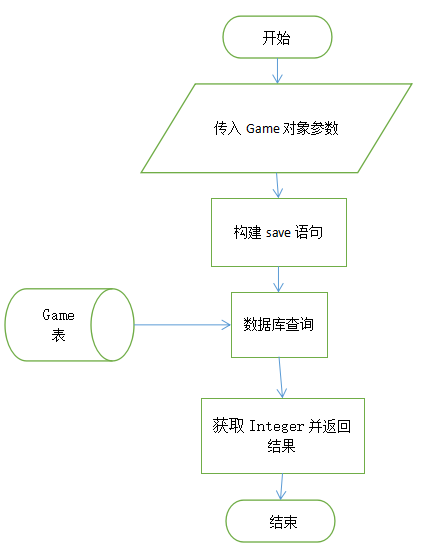 开始
传入 Game 对象参数
构建 save 语句
Game
表
数据库查询
获取 Integer 并返回
结果
结束